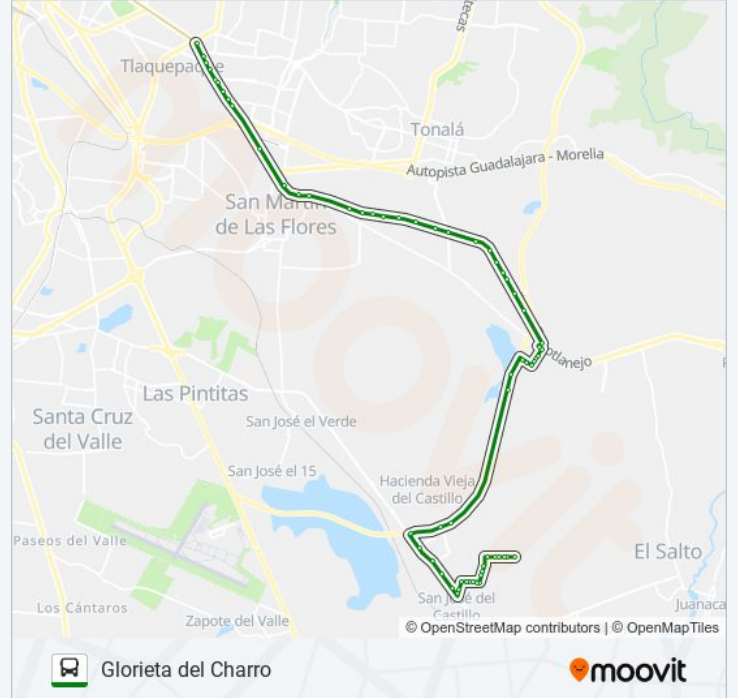 tecas
Tlaquepaque
Tonalá
Autopista Guadalajara - Morelia
San Martín
de Las Flores
otlanejo
Las Pintitas
Santa Cruz
del Valle
San José el Verde
San José el 15
Hacienda Vieja
del Castillo
Paseos del Valle
El Salto
Los Cántaros
Zapote del Valle
San José del
Castillo
Juanaca
© OpenStreetMap contributors | © OpenMapTiles
Glorieta del Charro
moovit